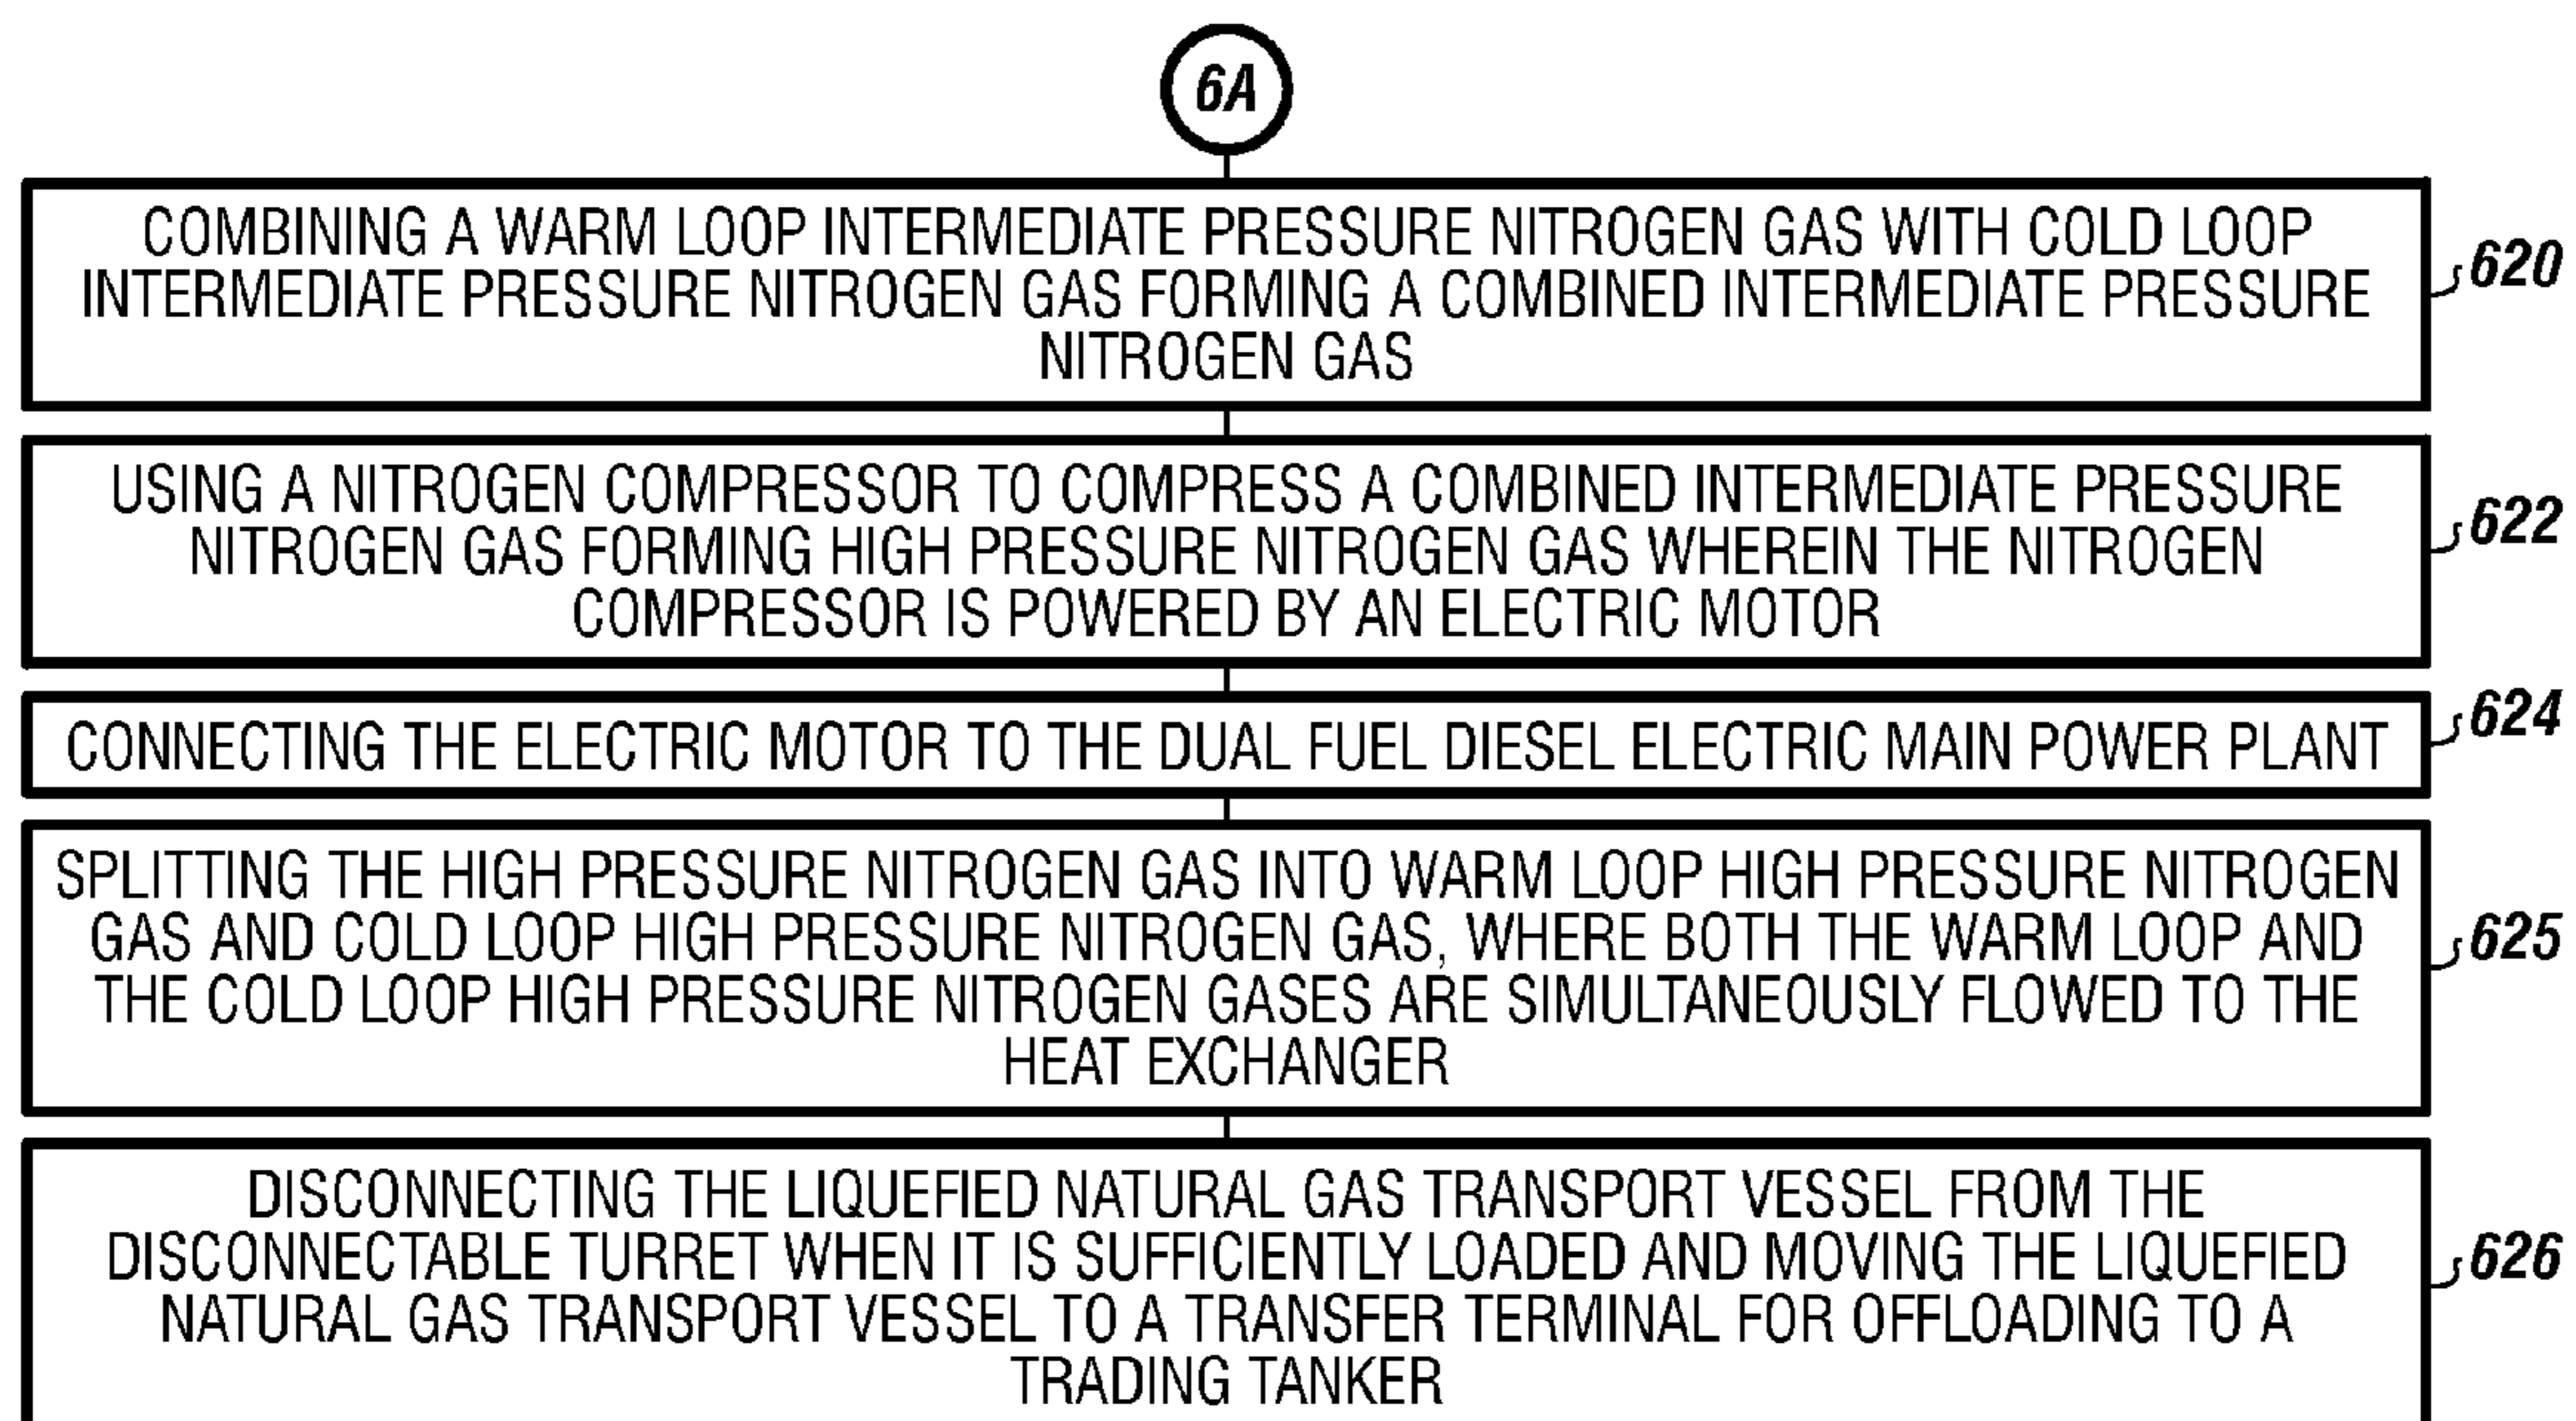 6A
COMBINING A WARM LOOP INTERMEDIATE PRESSURE NITROGEN GAS WITH COLD LOOP
INTERMEDIATE PRESSURE NITROGEN GAS FORMING A COMBINED INTERMEDIATE PRESSURE
NITROGEN GAS
620
USING A NITROGEN COMPRESSOR TO COMPRESS A COMBINED INTERMEDIATE PRESSURE
NITROGEN GAS FORMING HIGH PRESSURE NITROGEN GAS WHEREIN THE NITROGEN
COMPRESSOR IS POWERED BY AN ELECTRIC MOTOR
622
CONNECTING THE ELECTRIC MOTOR TO THE DUAL FUEL DIESEL ELECTRIC MAIN POWER PLANT
624
SPLITTING THE HIGH PRESSURE NITROGEN GAS INTO WARM LOOP HIGH PRESSURE NITROGEN
GAS AND COLD LOOP HIGH PRESSURE NITROGEN GAS, WHERE BOTH THE WARM LOOP AND
THE COLD LOOP HIGH PRESSURE NITROGEN GASES ARE SIMULTANEOUSLY FLOWED TO THE
HEAT EXCHANGER
625
DISCONNECTING THE LIQUEFIED NATURAL GAS TRANSPORT VESSEL FROM THE
DISCONNECTABLE TURRET WHEN IT IS SUFFICIENTLY LOADED AND MOVING THE LIQUEFIED
NATURAL GAS TRANSPORT VESSEL TO A TRANSFER TERMINAL FOR OFFLOADING TO A
TRADING TANKER
626